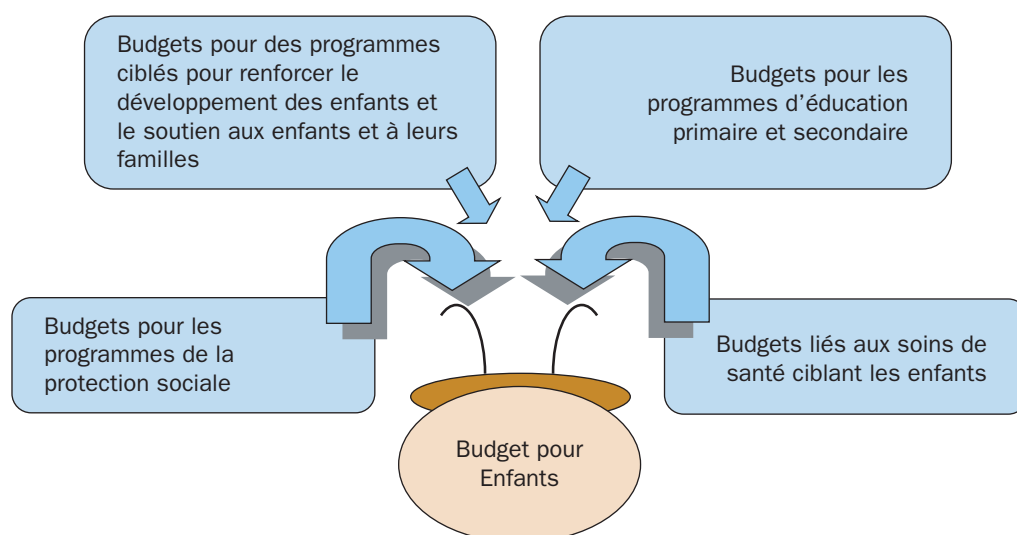 Budgets pour des programmes
ciblés pour renforcer le
développement des enfants et
le soutien aux enfants et à leurs
familles
Budgets pour les
programmes d’éducation
primaire et secondaire
Budgets pour les
programmes de la
protection sociale
Budgets liés aux soins de
santé ciblant les enfants
Budget pour
Enfants